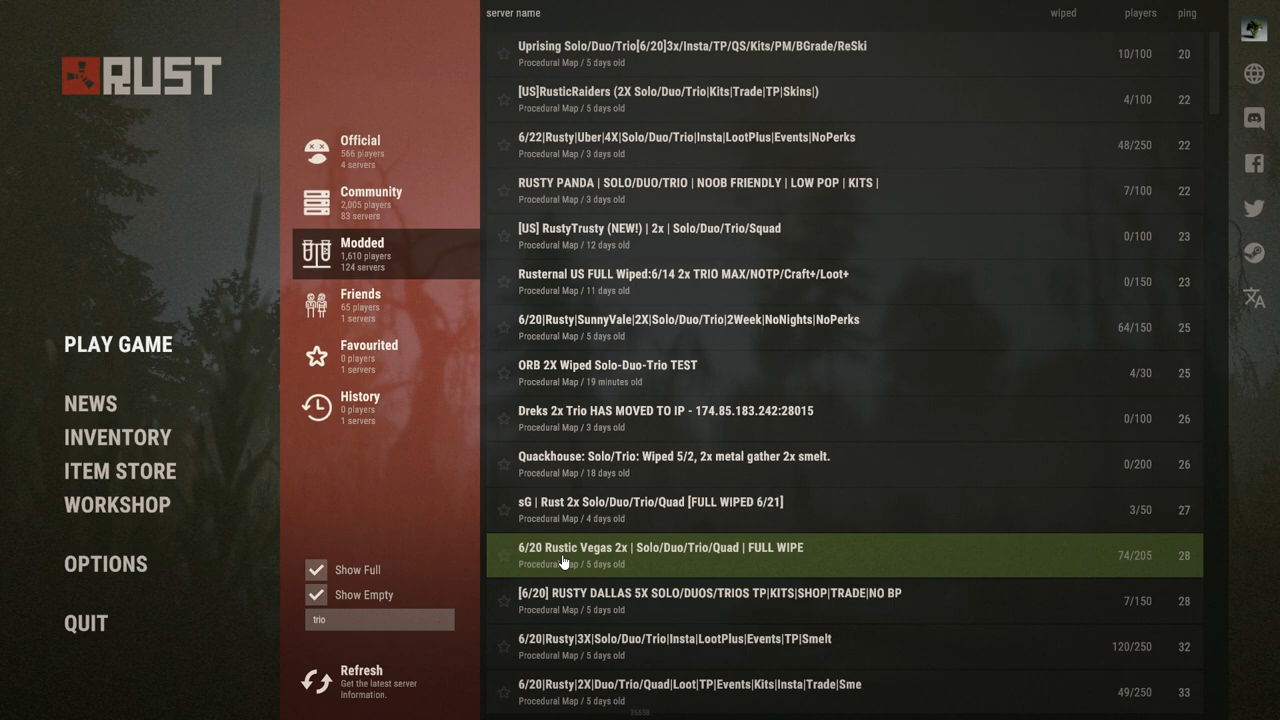 RUST
PLAY GAME
NEWS
INVENTORY
ITEM STORE
WORKSHOP
OPTIONS
QUIT
Official
566 players
4 servers
Community
2,005 players
83 servers
Modded
1,610 players
124 servers
Friends
65 players
1 servers
Favourited
0 players
1 servers
History
0 players
1 servers
Show Full
Show Empty
trio
Refresh
Get the latest server
information.
server name wiped players ping
Uprising Solo/Duo/Trio[6/20]3x/Insta/TP/QS/Kits/PM/BGrade/ReSki
Procedural Map / 5 days old
10/100 20
[US]RusticRaiders (2X Solo/Duo/Trio|Kits|Trade|TP|Skins|)
Procedural Map / 5 days old
4/100 22
6/22|Rusty|Uber|4X|Solo/Duo/Trio|Insta|LootPlus|Events|NoPerks
Procedural Map / 3 days old
48/250 22
RUSTY PANDA | SOLO/DUO/TRIO | NOOB FRIENDLY | LOW POP | KITS |
Procedural Map / 3 days old
7/100 22
[US] RustyTrusty (NEW!) | 2x | Solo/Duo/Trio/Squad
Procedural Map / 12 days old
0/100 23
Rusternal US FULL Wiped:6/14 2x TRIO MAX/NOTP/Craft+/Loot+
Procedural Map / 11 days old
0/150 23
6/20|Rusty|SunnyVale|2X|Solo/Duo/Trio|2Week|NoNights|NoPerks
Procedural Map / 5 days old
64/150 25
ORB 2X Wiped Solo-Duo-Trio TEST
Procedural Map / 19 minutes old
4/30 25
Dreks 2x Trio HAS MOVED TO IP - 174.85.183.242:28015
Procedural Map / 3 days old
0/100 26
Quackhouse: Solo/Trio: Wiped 5/2, 2x metal gather 2x smelt.
Procedural Map / 18 days old
0/200 26
sG | Rust 2x Solo/Duo/Trio/Quad [FULL WIPED 6/21]
Procedural Map / 4 days old
3/50 27
6/20 Rustic Vegas 2x | Solo/Duo/Trio/Quad | FULL WIPE
Procedural Map / 5 days old
74/205 28
[6/20] RUSTY DALLAS 5X SOLO/DUOS/TRIOS TP|KITS|SHOP|TRADE|NO BP
Procedural Map / 5 days old
7/150 28
6/20|Rusty|3X|Solo/Duo/Trio|Insta|LootPlus|Events|TP|Smelt
Procedural Map / 5 days old
120/250 32
6/20|Rusty|2X|Duo/Trio/Quad|Loot|TP|Events|Kits|Insta|Trade|Sme
Procedural Map / 5 days old
49/250 33